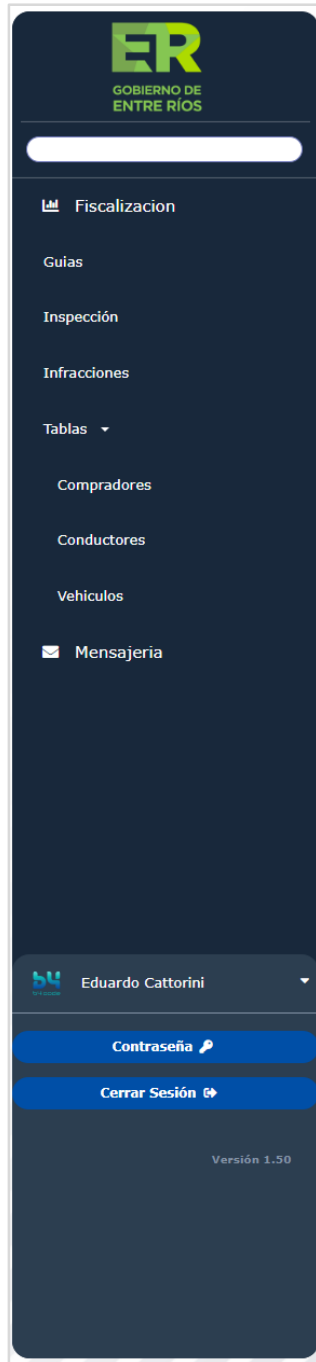 ER
GOBIERNO DE
ENTRE RÍOS
Fiscalizacion
Guias
Inspección
Infracciones
Tablas
Compradores
Conductores
Vehiculos
Mensajeria
Eduardo Cattorini
Contraseña
Cerrar Sesión
Versión 1.50